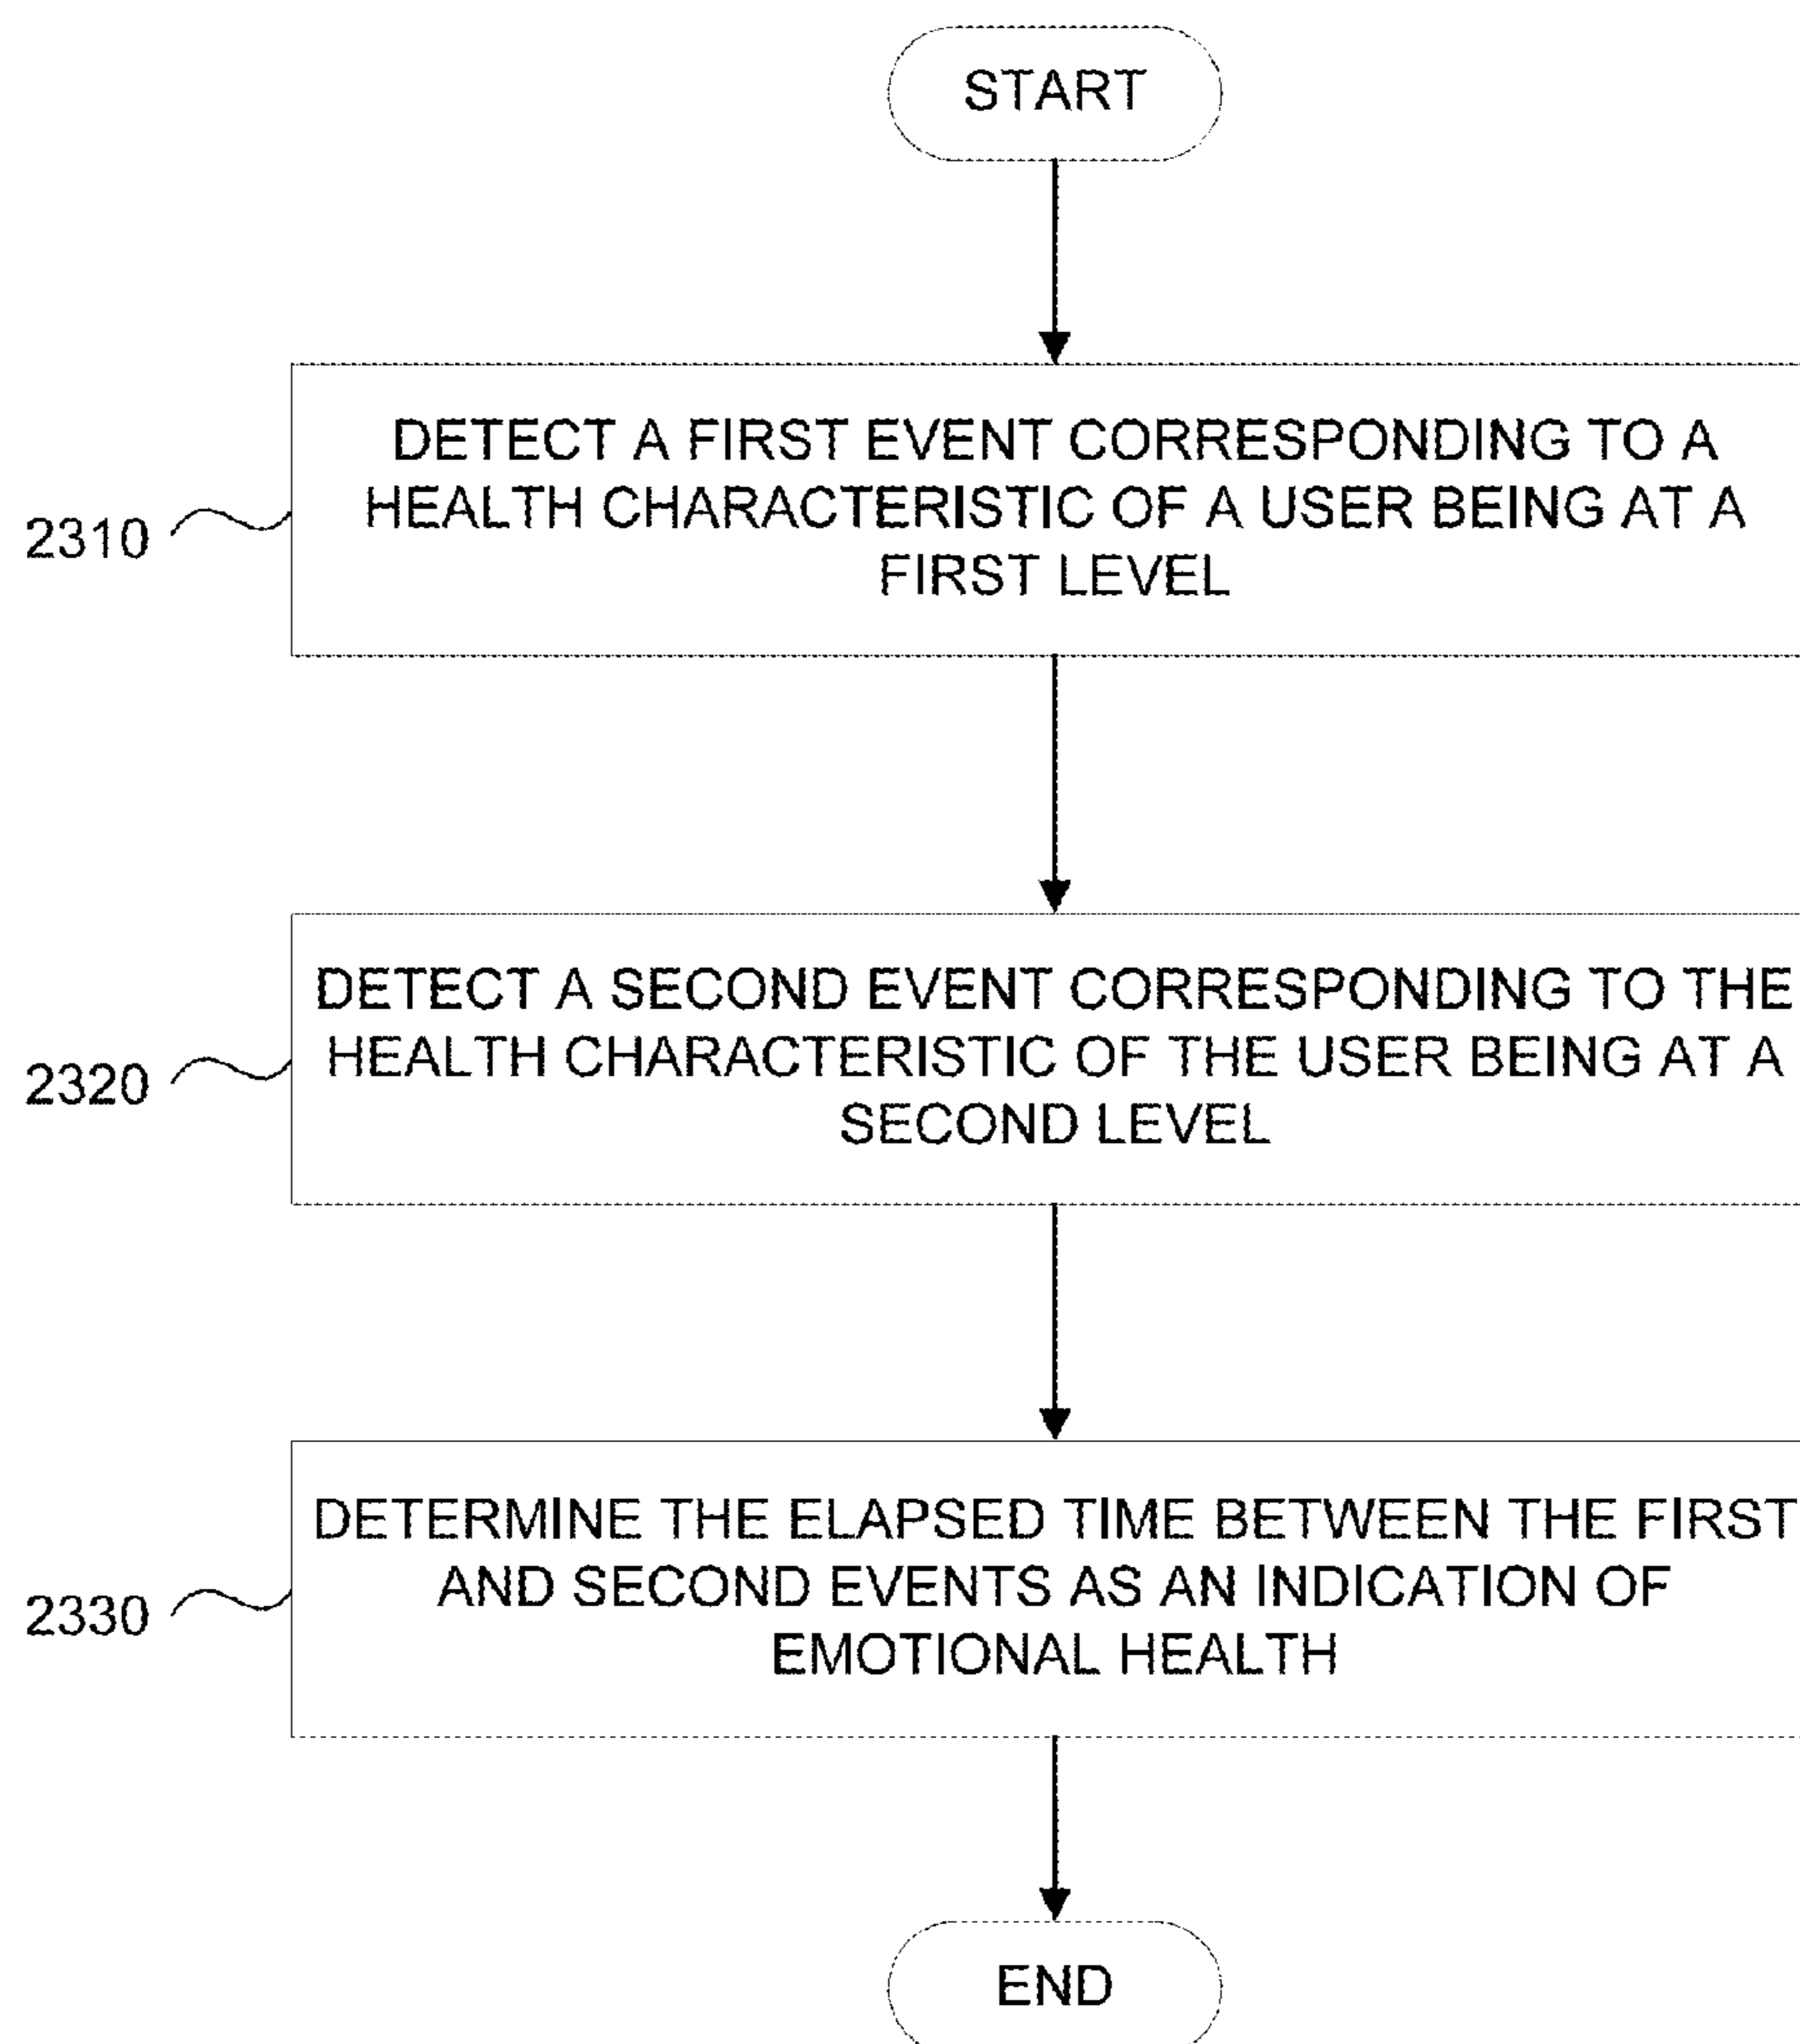 START
DETECT A FIRST EVENT CORRESPONDING TO A
HEALTH CHARACTERISTIC OF A USER BEING AT A
FIRST LEVEL
2310
DETECT A SECOND EVENT CORRESPONDING TO THE
HEALTH CHARACTERISTIC OF THE USER BEING AT A
SECOND LEVEL
2320
DETERMINE THE ELAPSED TIME BETWEEN THE FIRST
AND SECOND EVENTS AS AN INDICATION OF
EMOTIONAL HEALTH
2330
END